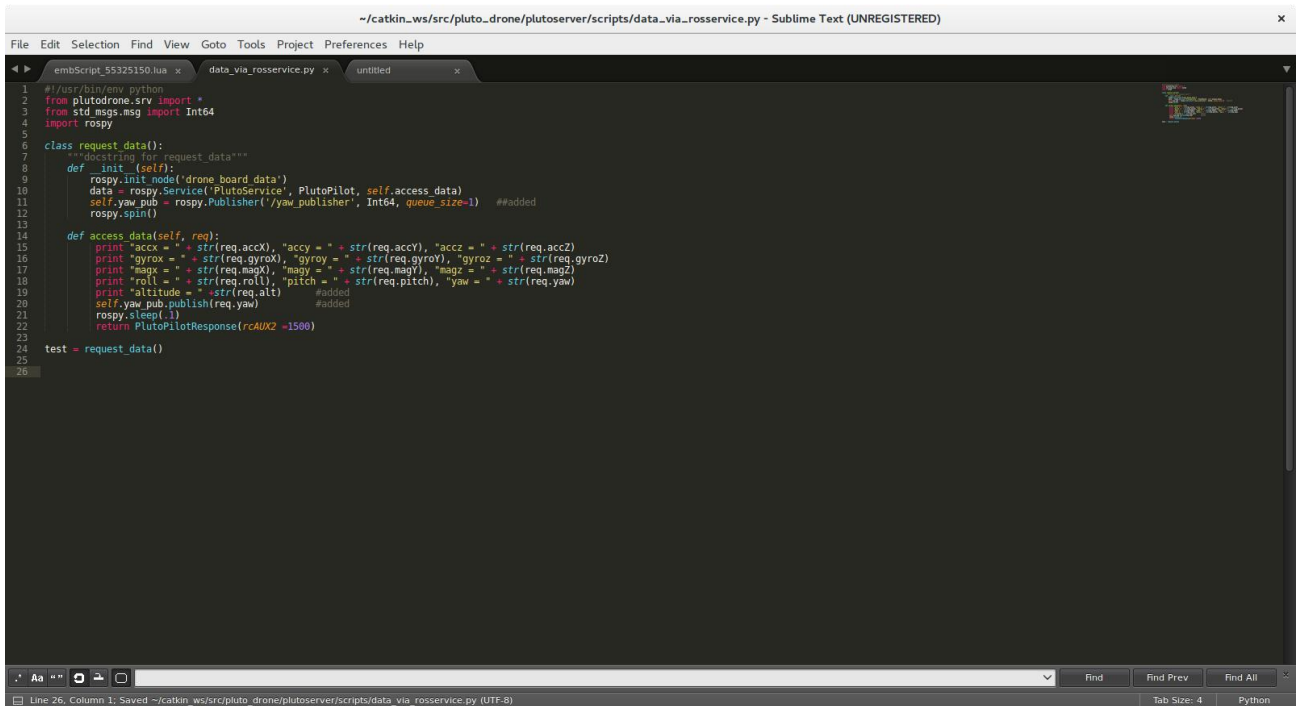 ~/catkin_ws/src/pluto_drone/plutoserver/scripts/data_via_rosservice.py - Sublime Text (UNREGISTERED) ×
File Edit Selection Find View Goto Tools Project Preferences Help
embScript_55325150.lua × data_via_rosservice.py × untitled ×
1 #!/usr/bin/env python
2 from plutodrone.srv import *
3 from std_msgs.msg import Int64
4 import rospy
5
6 class request_data():
7     """docstring for request_data"""
8     def __init__(self):
9         rospy.init_node('drone_board_data')
10         data = rospy.Service('PlutoService', PlutoPilot, self.access_data)
11         self.yaw_pub = rospy.Publisher('/yaw_publisher', Int64, queue_size=1)   ##added
12         rospy.spin()
13
14     def access_data(self, req):
15          print "accx = " + str(req.accX), "accy = " + str(req.accY), "accz = " + str(req.accZ)
16          print "gyrox = " + str(req.gyroX), "gyroy = " + str(req.gyroY), "gyroz = " + str(req.gyroZ)
17          print "magx = " + str(req.magX), "magy = " + str(req.magY), "magz = " + str(req.magZ)
18          print "roll = " + str(req.roll), "pitch = " + str(req.pitch), "yaw = " + str(req.yaw)
19          print "altitude = " +str(req.alt)      #added
20          self.yaw_pub.publish(req.yaw)          #added
21          rospy.sleep(.1)
22          return PlutoPilotResponse(rcAUX2 =1500)
23
24 test = request_data()
25
26
.* Aa “” Find Find Prev Find All ×
Line 26, Column 1; Saved ~/catkin_ws/src/pluto_drone/plutoserver/scripts/data_via_rosservice.py (UTF-8) Tab Size: 4 Python